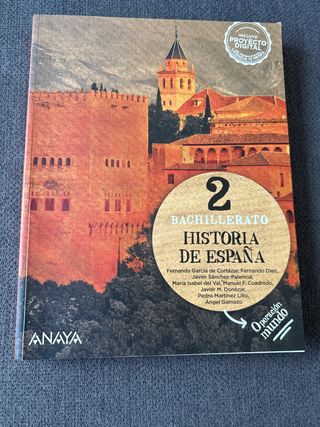 INCLUYE
PROYECTO
DIGITAL
2
BACHILLERATO
HISTORIA
DE ESPAÑA
Fernando García de Cortázar, Fernando Díez,
Javier Sánchez-Palencia,
María Isabel del Val, Manuel F. Cuadrado,
Javier M. Donézar,
Pedro Martínez Lillo,
Ángel Gamazo
Operación
mundo
ANAYA